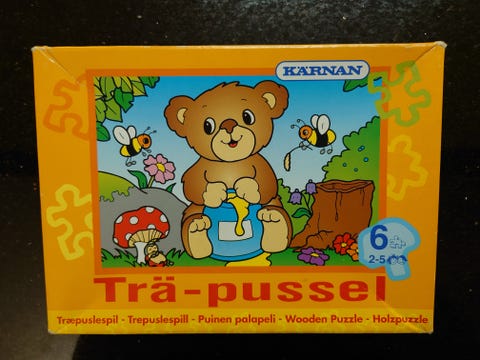 KÄRNAN
6
2-5
Trä-pussel
Træpuslespil - Trepuslespill - Puinen palapeli - Wooden Puzzle - Holzpuzzle